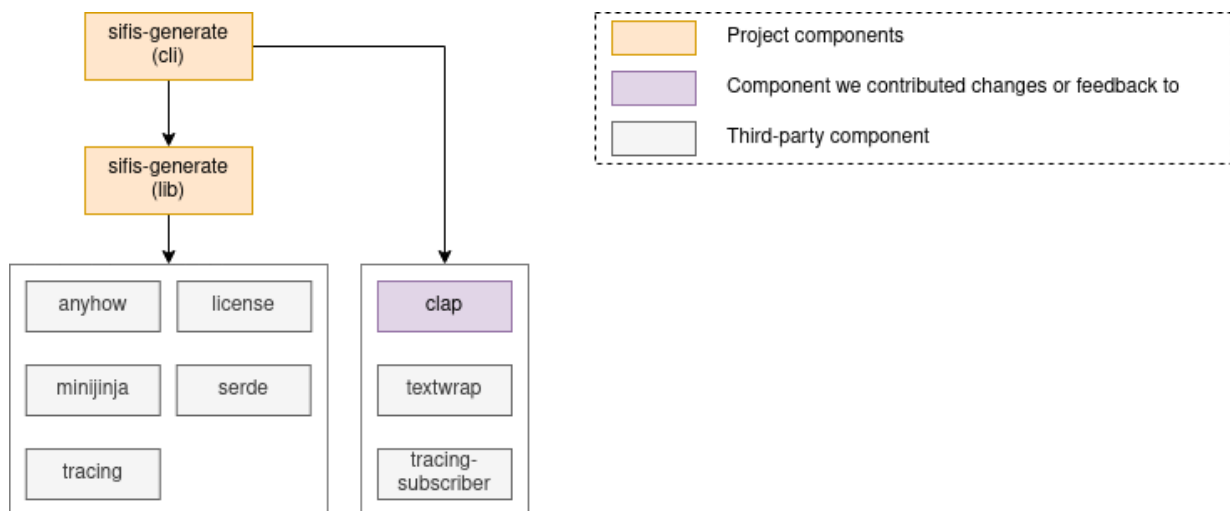 sifis-generate
(cli)
sifis-generate
(lib)
anyhow
license
minijinja
serde
tracing
clap
textwrap
tracing-
subscriber
Project components
Component we contributed changes or feedback to
Third-party component